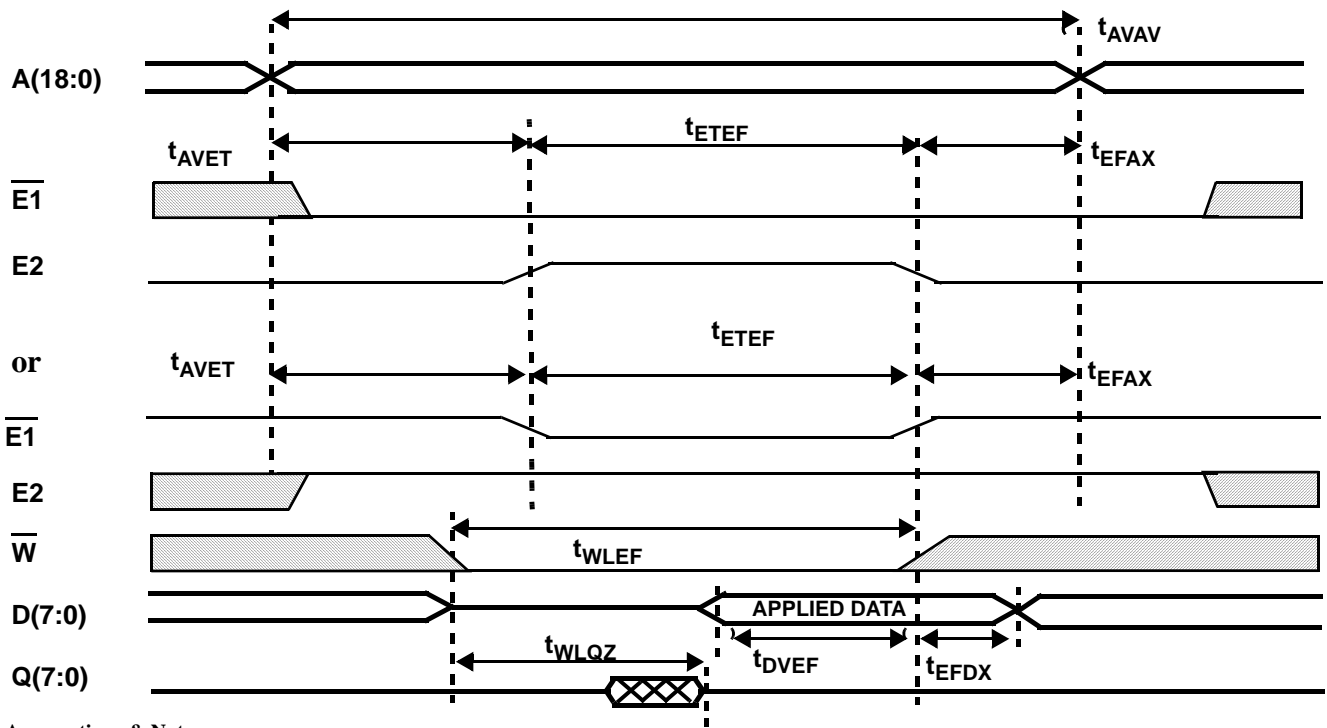 tAVAV
A(18:0)
tAVET
tETEF
tEFAX
E1
E2
tETEF
or
tAVET
tEFAX
E1
E2
W
tWLEF
D(7:0)
APPLIED DATA
tWLQZ
tDVEF
tEFDX
Q(7:0)